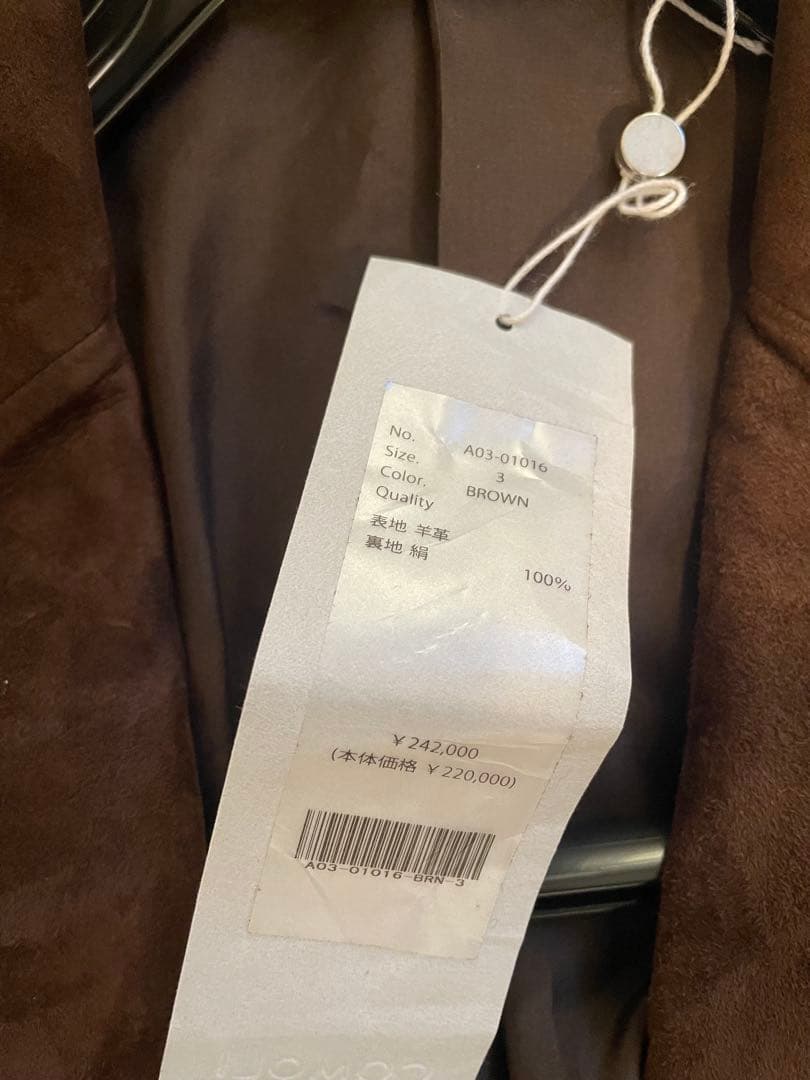 No. A03-01016
Size. 3
Color. BROWN
Quality
表地 羊革
裏地 絹 100%
¥242,000
(本体価格 ¥220,000)
A03-01016-BRN-3